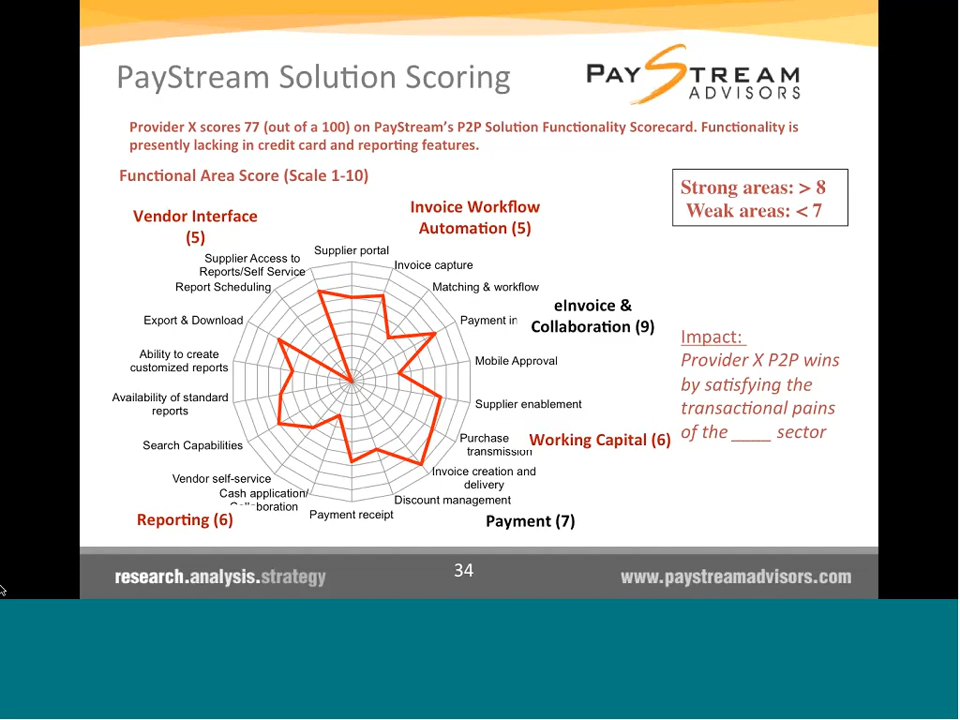 PayStream Solution Scoring
PAYSTREAM
ADVISORS
Provider X scores 77 (out of a 100) on PayStream's P2P Solution Functionality Scorecard. Functionality is
presently lacking in credit card and reporting features.
Functional Area Score (Scale 1-10)
Strong areas: > 8
Weak areas: < 7
Vendor Interface
(5)
Invoice Workflow
Automation (5)
Supplier portal
Supplier Access to
Reports/Self Service
Invoice capture
Report Scheduling
Matching & workflow
eInvoice &
Collaboration (9)
Export & Download
Payment in
Ability to create
customized reports
Mobile Approval
Impact:
Provider X P2P wins
by satisfying the
transactional pains
of the ____ sector
Availability of standard
reports
Supplier enablement
Search Capabilities
Purchase
transmission
Working Capital (6)
Vendor self-service
Invoice creation and
delivery
Cash application/
Collaboration
Discount management
Reporting (6)
Payment receipt
Payment (7)
research.analysis.strategy
34
www.paystreamadvisors.com